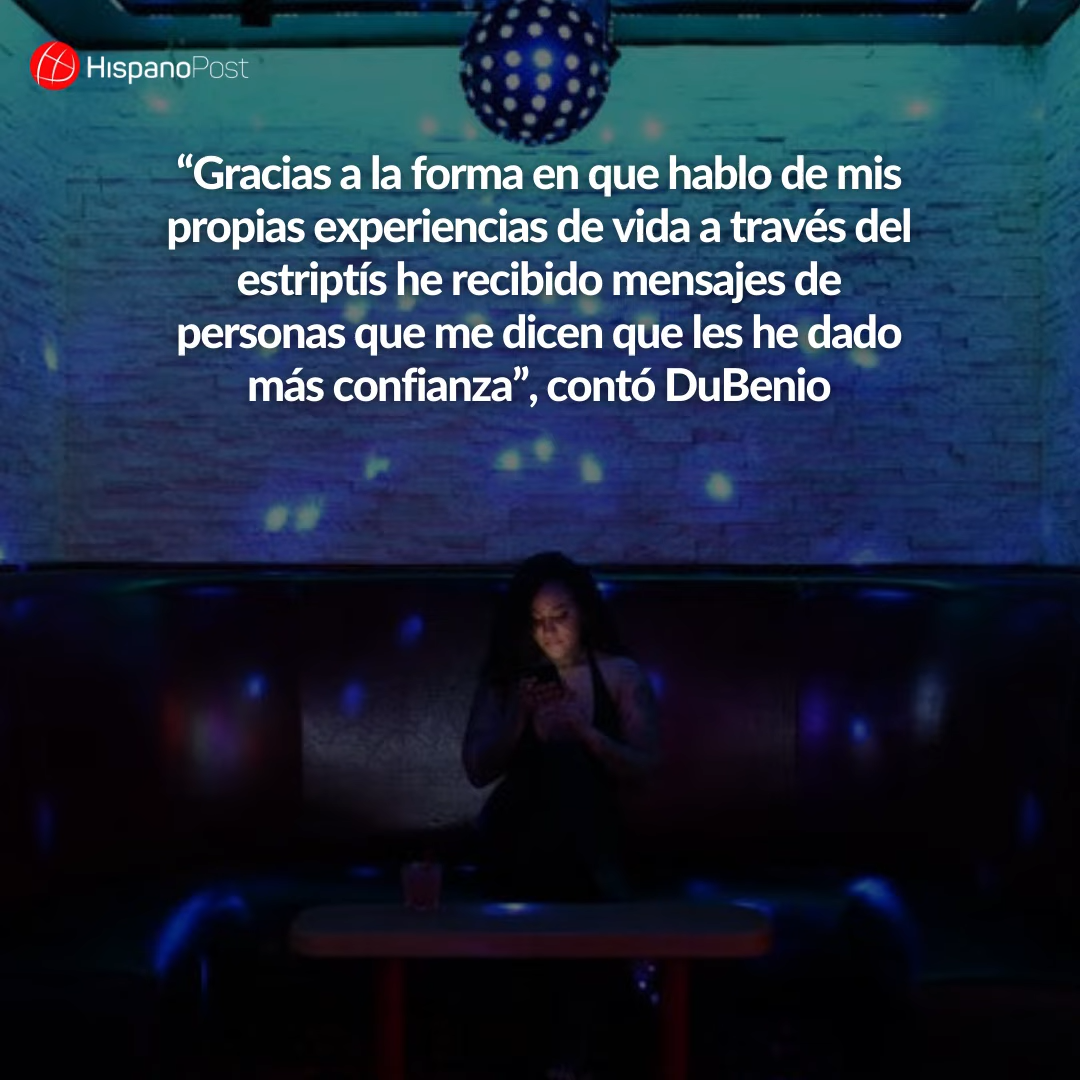 HispanoPost
“Gracias a la forma en que hablo de mis
propias experiencias de vida a través del
estriptís he recibido mensajes de
personas que me dicen que les he dado
más confianza”, contó DuBenio